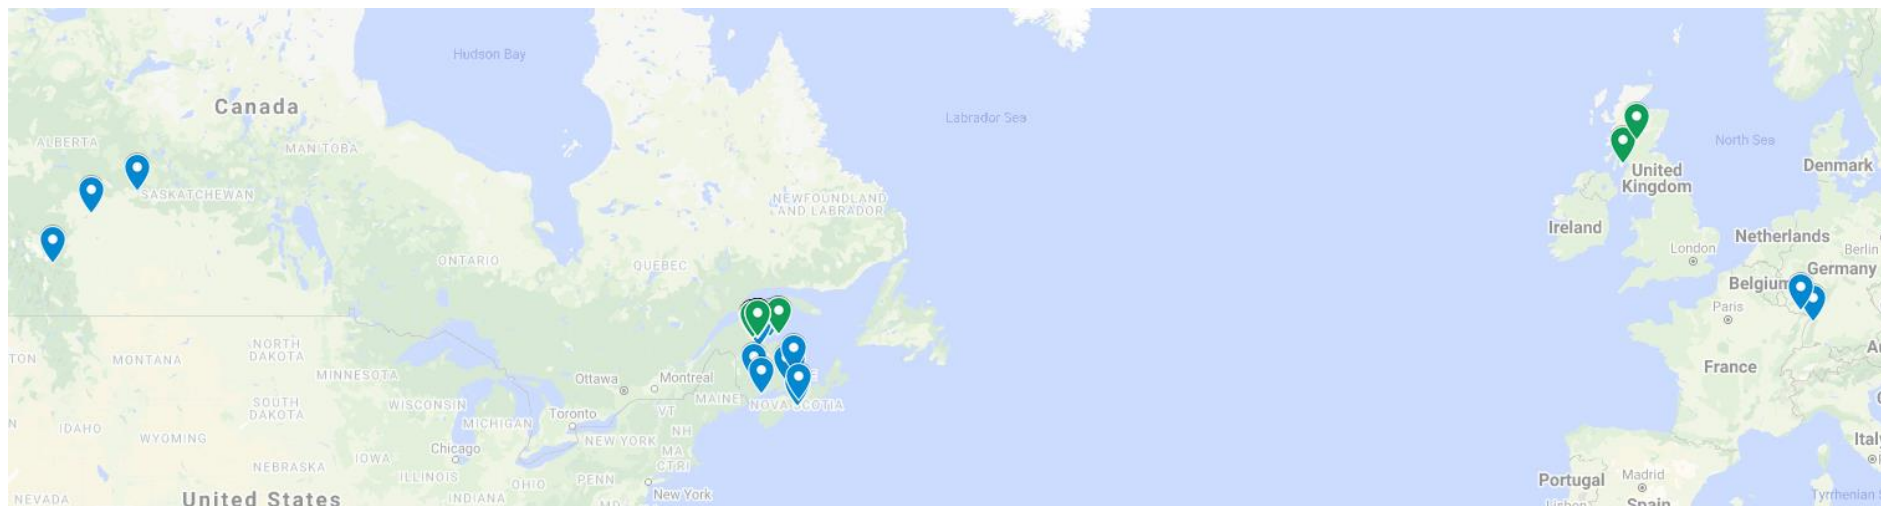 Hudson Bay
Canada
Labrador Sea
ALBERTA
MANITOBA
North Sea
Denmark
SASKATCHEWAN
United
Kingdom
NEWFOUNDLAND
AND LABRADOR
Ireland
Netherlands
London
Berlin
ONTARIO
QUEBEC
Germany
Belgium
Paris
NORTH
DAKOTA
MONTANA
MINNESOTA
France
Ottawa
Montreal
MAINE
NOVA SCOTIA
WISCONSIN
SOUTH
DAKOTA
Toronto
VT
MICHIGAN
IDAHO
WYOMING
NH
NEW YORK
Chicago
IOWA
MA
CT RI
NEBRASKA
ILLINOIS
OHIO
PENN
Madrid
Portugal
New York
INDIANA
NEVADA
United States
Tyrrhenian
Spain